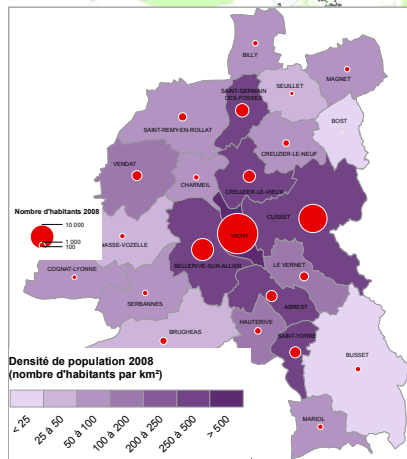 BILLY
SEUILLET
MAGNET
SAINT-GERMAIN
DES-FOSSES
BOST
SAINT-REMY-EN-ROLLAT
CREUZIER-LE-NEUF
VENDAT
CHARMEIL
CREUZIER-LE-VIEUX
Nombre d'habitants 2008
10 000
1 000
100
CUSSET
VICHY
NASSE-VOZELLE
BELLERIVE-SUR-ALLIER
LE VERNET
COGNAT-LYONNE
SERBANNES
ABREST
HAUTERIVE
BRUGHEAS
SAINT-YORRE
BUSSET
Densité de population 2008
(nombre d'habitants par km²)
< 25
25 à 50
50 à 100
100 à 200
200 à 250
250 à 500
> 500
MARIOL